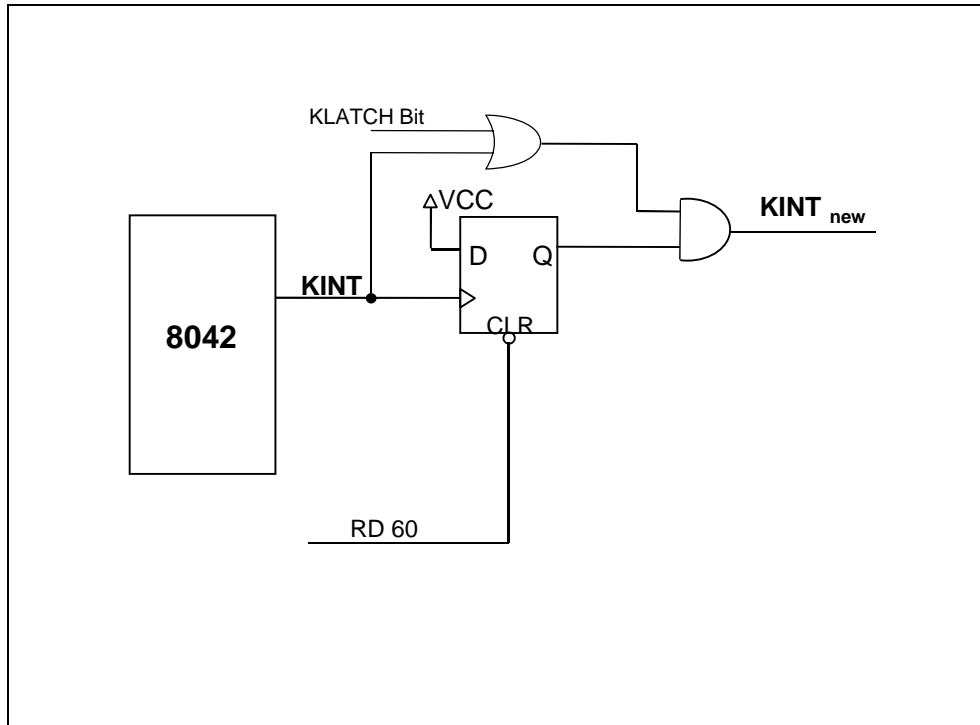 KLATCH Bit
VCC
KINT new
D Q
KINT
CLR
8042
RD 60